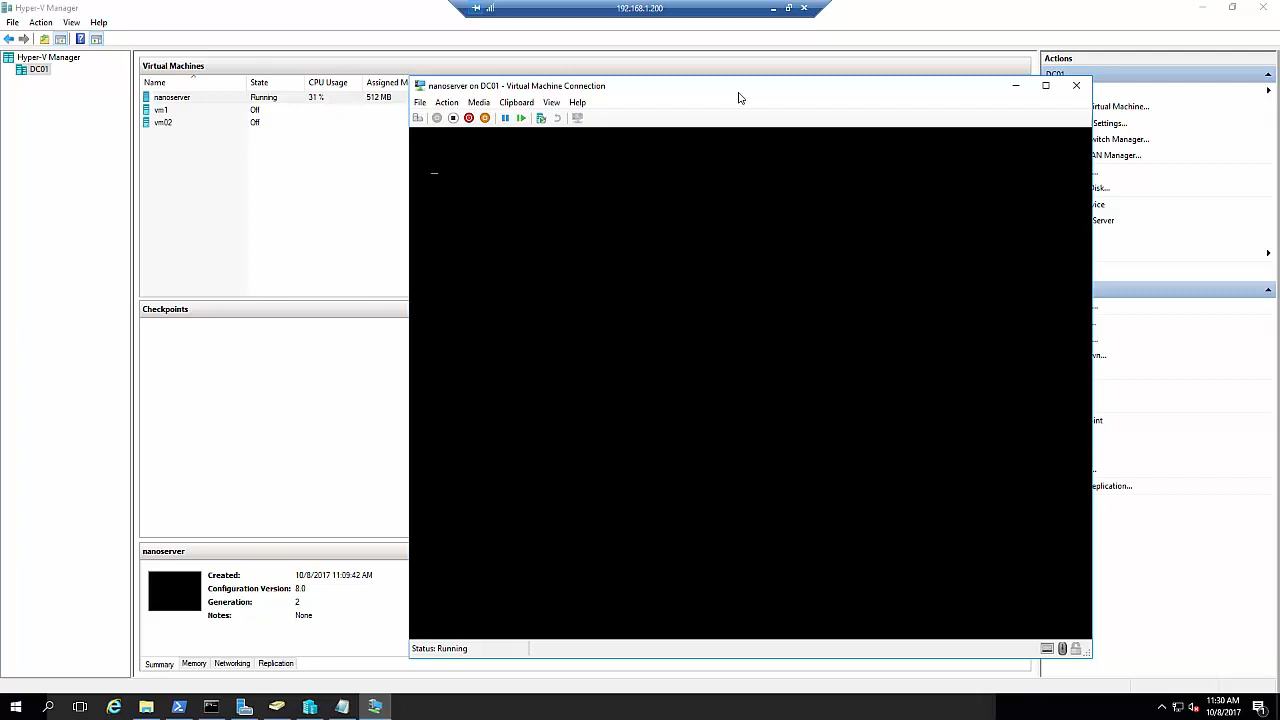 Hyper-V Manager
192.168.1.200
File Action View Help
Hyper-V Manager
DC01
Virtual Machines
Name State CPU Usage Assigned M
nanoserver Running 31 % 512 MB
vm1 Off
vm02 Off
Checkpoints
nanoserver
Created: 10/8/2017 11:09:42 AM
Configuration Version: 8.0
Generation: 2
Notes: None
Summary Memory Networking Replication
nanoserver on DC01 - Virtual Machine Connection
File Action Media Clipboard View Help
Status: Running
Actions
DC01
irtual Machine...
Settings...
witch Manager...
AN Manager...
...
isk...
vice
Server
wn...
int
eplication...
11:30 AM
10/8/2017